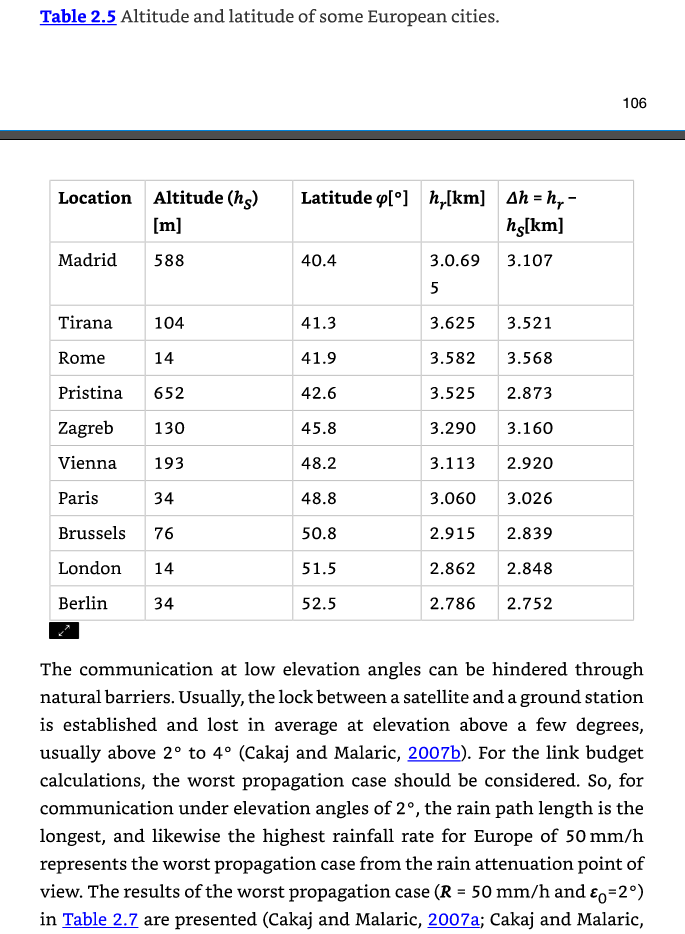 Table 2.5 Altitude and latitude of some European cities.
106
Location Altitude (hS) [m] Latitude φ[°] hr[km] Δh = hr − hS[km]
Madrid 588 40.4 3.0.695 3.107
Tirana 104 41.3 3.625 3.521
Rome 14 41.9 3.582 3.568
Pristina 652 42.6 3.525 2.873
Zagreb 130 45.8 3.290 3.160
Vienna 193 48.2 3.113 2.920
Paris 34 48.8 3.060 3.026
Brussels 76 50.8 2.915 2.839
London 14 51.5 2.862 2.848
Berlin 34 52.5 2.786 2.752
The communication at low elevation angles can be hindered through
natural barriers. Usually, the lock between a satellite and a ground station
is established and lost in average at elevation above a few degrees,
usually above 2° to 4° (Cakaj and Malaric, 2007b). For the link budget
calculations, the worst propagation case should be considered. So, for
communication under elevation angles of 2°, the rain path length is the
longest, and likewise the highest rainfall rate for Europe of 50 mm/h
represents the worst propagation case from the rain attenuation point of
view. The results of the worst propagation case (R = 50 mm/h and ε0=2°)
in Table 2.7 are presented (Cakaj and Malaric, 2007a; Cakaj and Malaric,